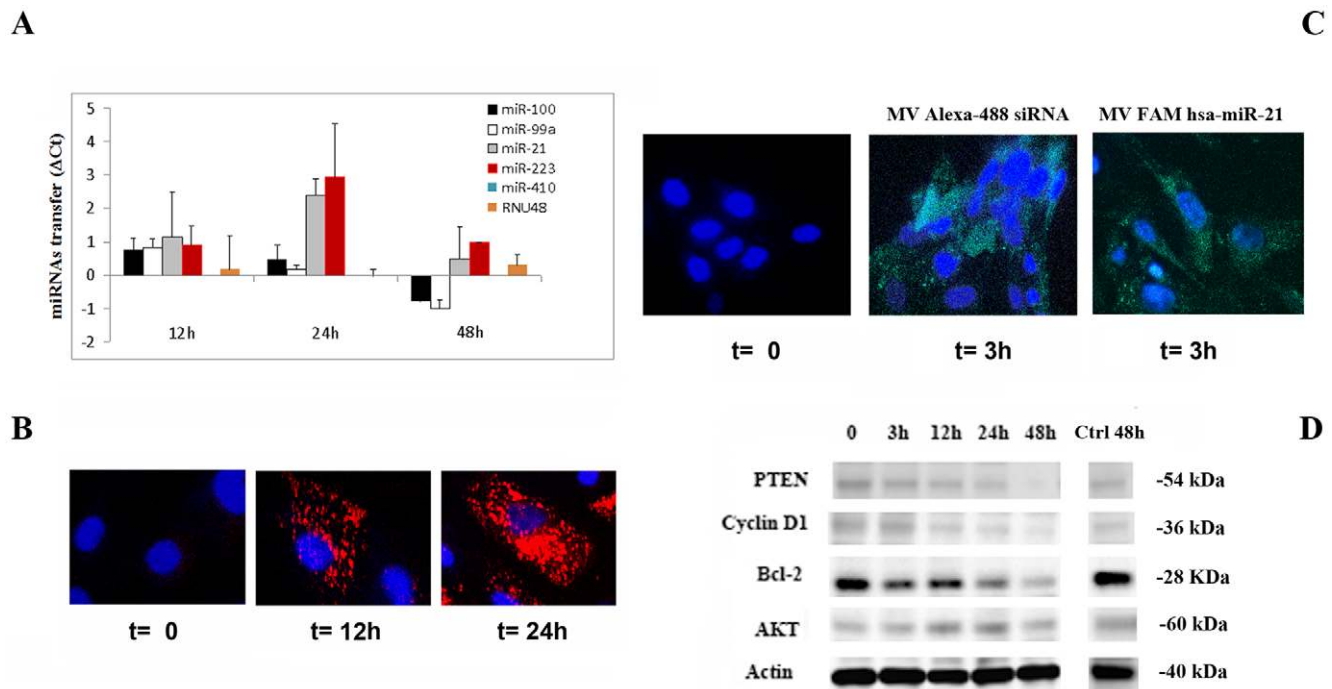 A
C
miRNAs transfer (ΔCt)
5
4
3
2
1
0
-1
-2
12h
24h
48h
miR-100
miR-99a
miR-21
miR-223
miR-410
RNU48
MV Alexa-488 siRNA
MV FAM hsa-miR-21
t= 0
t= 3h
t= 3h
B
t= 0
t= 12h
t= 24h
D
0 3h 12h 24h 48h Ctrl 48h
PTEN -54 kDa
Cyclin D1 -36 kDa
Bcl-2 -28 KDa
AKT -60 kDa
Actin -40 kDa